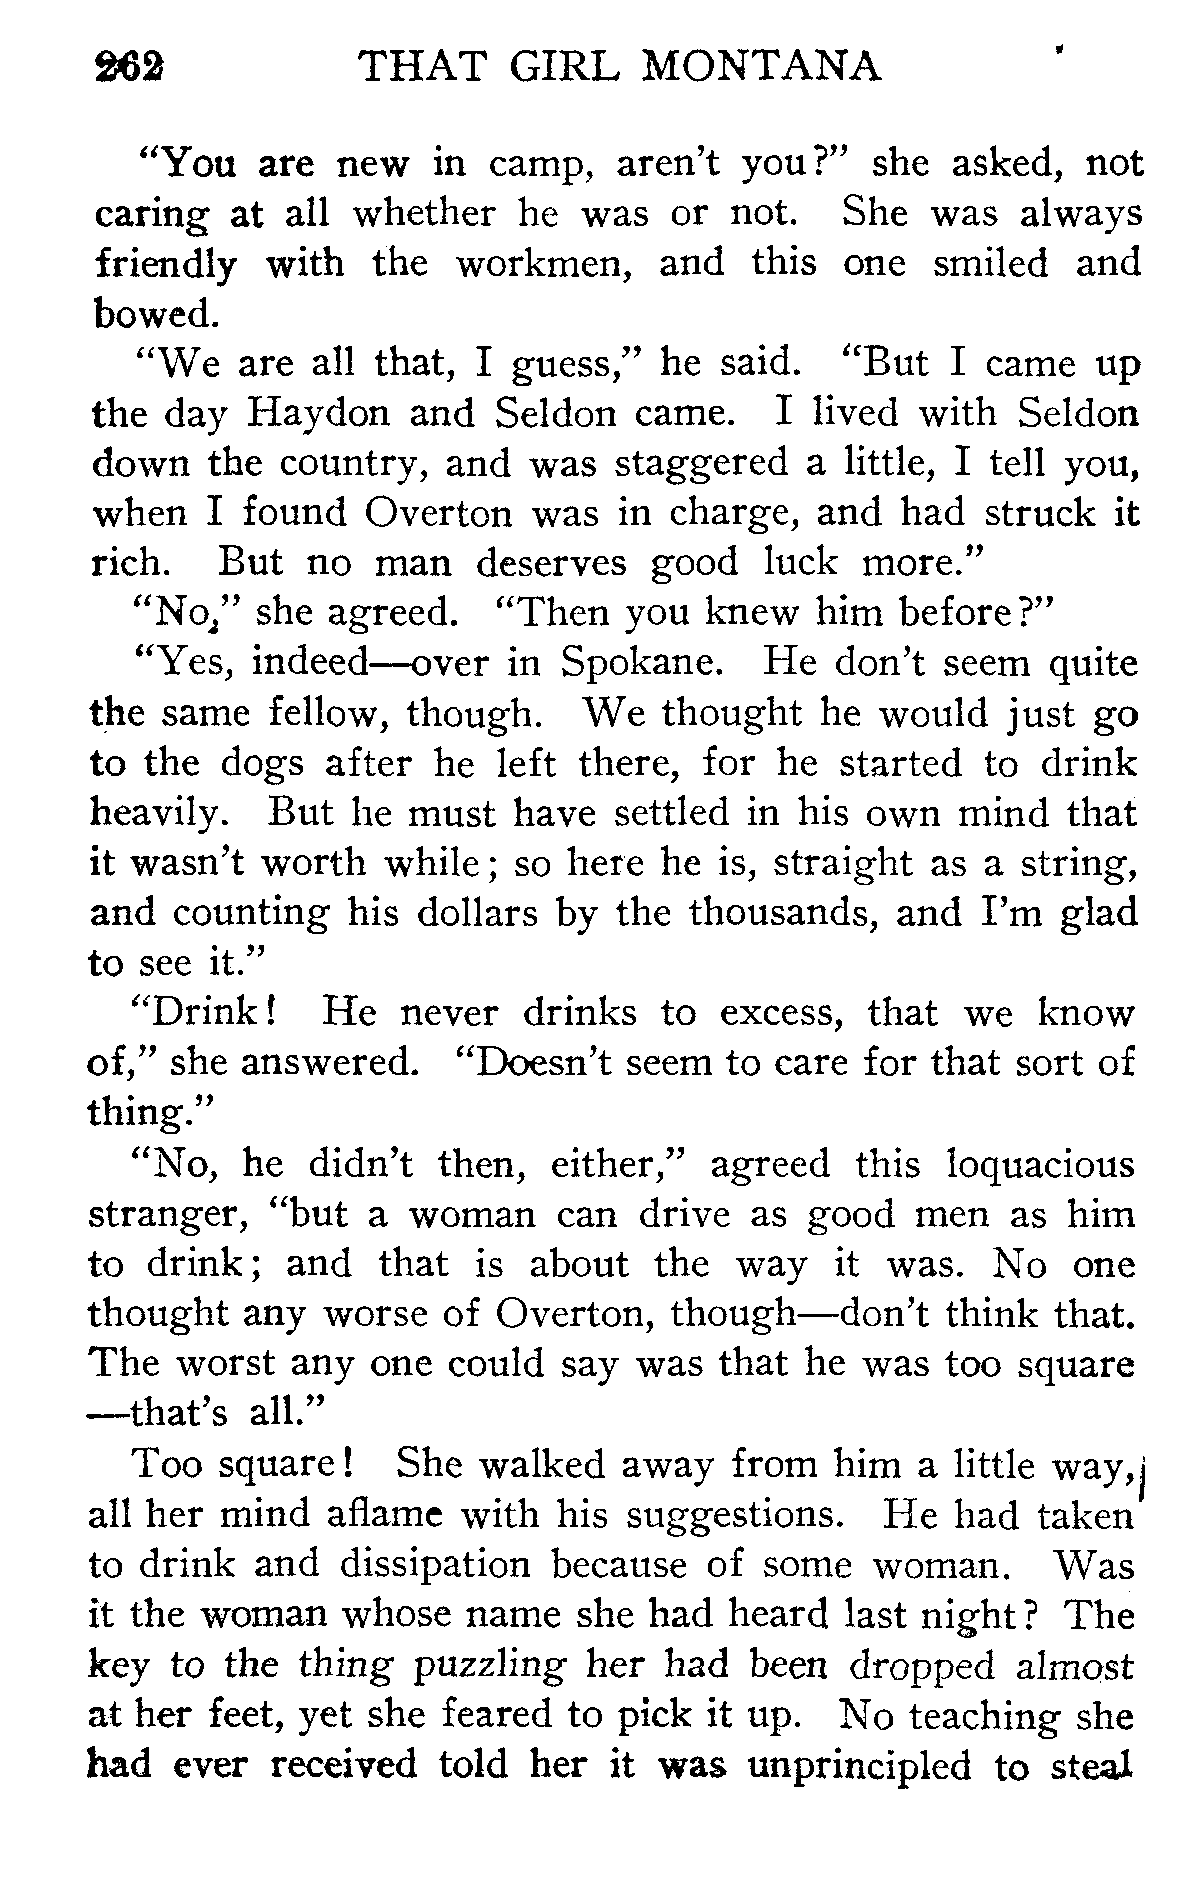 262 THAT GIRL MONTANA
“You are new in camp, aren’t you?” she asked, not
caring at all whether he was or not. She was always
friendly with the workmen, and this one smiled and
bowed.
“We are all that, I guess,” he said. “But I came up
the day Haydon and Seldon came. I lived with Seldon
down the country, and was staggered a little, I tell you,
when I found Overton was in charge, and had struck it
rich. But no man deserves good luck more.”
“No,” she agreed. “Then you knew him before?”
“Yes, indeed—over in Spokane. He don’t seem quite
the same fellow, though. We thought he would just go
to the dogs after he left there, for he started to drink
heavily. But he must have settled in his own mind that
it wasn’t worth while; so here he is, straight as a string,
and counting his dollars by the thousands, and I’m glad
to see it.”
“Drink! He never drinks to excess, that we know
of,” she answered. “Doesn’t seem to care for that sort of
thing.”
“No, he didn’t then, either,” agreed this loquacious
stranger, “but a woman can drive as good men as him
to drink; and that is about the way it was. No one
thought any worse of Overton, though—don’t think that.
The worst any one could say was that he was too square
—that’s all.”
Too square! She walked away from him a little way,
all her mind aflame with his suggestions. He had taken
to drink and dissipation because of some woman. Was
it the woman whose name she had heard last night? The
key to the thing puzzling her had been dropped almost
at her feet, yet she feared to pick it up. No teaching she
had ever received told her it was unprincipled to steal